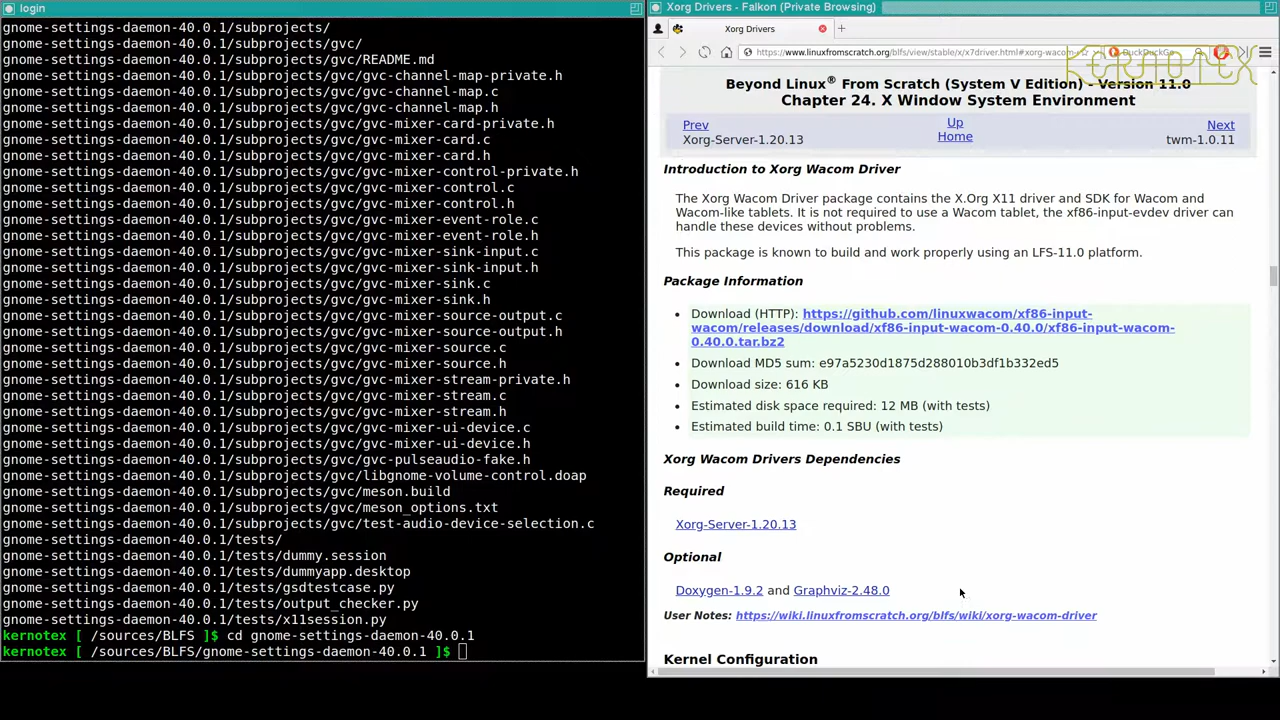 login
gnome-settings-daemon-40.0.1/subprojects/
gnome-settings-daemon-40.0.1/subprojects/gvc/
gnome-settings-daemon-40.0.1/subprojects/gvc/README.md
gnome-settings-daemon-40.0.1/subprojects/gvc/gvc-channel-map-private.h
gnome-settings-daemon-40.0.1/subprojects/gvc/gvc-channel-map.c
gnome-settings-daemon-40.0.1/subprojects/gvc/gvc-channel-map.h
gnome-settings-daemon-40.0.1/subprojects/gvc/gvc-mixer-card-private.h
gnome-settings-daemon-40.0.1/subprojects/gvc/gvc-mixer-card.c
gnome-settings-daemon-40.0.1/subprojects/gvc/gvc-mixer-card.h
gnome-settings-daemon-40.0.1/subprojects/gvc/gvc-mixer-control-private.h
gnome-settings-daemon-40.0.1/subprojects/gvc/gvc-mixer-control.c
gnome-settings-daemon-40.0.1/subprojects/gvc/gvc-mixer-control.h
gnome-settings-daemon-40.0.1/subprojects/gvc/gvc-mixer-event-role.c
gnome-settings-daemon-40.0.1/subprojects/gvc/gvc-mixer-event-role.h
gnome-settings-daemon-40.0.1/subprojects/gvc/gvc-mixer-sink-input.c
gnome-settings-daemon-40.0.1/subprojects/gvc/gvc-mixer-sink-input.h
gnome-settings-daemon-40.0.1/subprojects/gvc/gvc-mixer-sink.c
gnome-settings-daemon-40.0.1/subprojects/gvc/gvc-mixer-sink.h
gnome-settings-daemon-40.0.1/subprojects/gvc/gvc-mixer-source-output.c
gnome-settings-daemon-40.0.1/subprojects/gvc/gvc-mixer-source-output.h
gnome-settings-daemon-40.0.1/subprojects/gvc/gvc-mixer-source.c
gnome-settings-daemon-40.0.1/subprojects/gvc/gvc-mixer-source.h
gnome-settings-daemon-40.0.1/subprojects/gvc/gvc-mixer-stream-private.h
gnome-settings-daemon-40.0.1/subprojects/gvc/gvc-mixer-stream.c
gnome-settings-daemon-40.0.1/subprojects/gvc/gvc-mixer-stream.h
gnome-settings-daemon-40.0.1/subprojects/gvc/gvc-mixer-ui-device.c
gnome-settings-daemon-40.0.1/subprojects/gvc/gvc-mixer-ui-device.h
gnome-settings-daemon-40.0.1/subprojects/gvc/gvc-pulseaudio-fake.h
gnome-settings-daemon-40.0.1/subprojects/gvc/libgnome-volume-control.doap
gnome-settings-daemon-40.0.1/subprojects/gvc/meson.build
gnome-settings-daemon-40.0.1/subprojects/gvc/meson_options.txt
gnome-settings-daemon-40.0.1/subprojects/gvc/test-audio-device-selection.c
gnome-settings-daemon-40.0.1/tests/
gnome-settings-daemon-40.0.1/tests/dummy.session
gnome-settings-daemon-40.0.1/tests/dummyapp.desktop
gnome-settings-daemon-40.0.1/tests/gsdtestcase.py
gnome-settings-daemon-40.0.1/tests/output_checker.py
gnome-settings-daemon-40.0.1/tests/x11session.py
kernotex [ /sources/BLFS ]$ cd gnome-settings-daemon-40.0.1
kernotex [ /sources/BLFS/gnome-settings-daemon-40.0.1 ]$
Xorg Drivers - Falkon (Private Browsing)
Xorg Drivers
https://www.linuxfromscratch.org/blfs/view/stable/x/x7driver.html#xorg-wacom-
DuckDuckGo
KERNOTEX
Beyond Linux® From Scratch (System V Edition) - Version 11.0
Chapter 24. X Window System Environment
Prev
Up
Next
Xorg-Server-1.20.13
Home
twm-1.0.11
Introduction to Xorg Wacom Driver
The Xorg Wacom Driver package contains the X.Org X11 driver and SDK for Wacom and
Wacom-like tablets. It is not required to use a Wacom tablet, the xf86-input-evdev driver can
handle these devices without problems.
This package is known to build and work properly using an LFS-11.0 platform.
Package Information
Download (HTTP): https://github.com/linuxwacom/xf86-input-
wacom/releases/download/xf86-input-wacom-0.40.0/xf86-input-wacom-
0.40.0.tar.bz2
Download MD5 sum: e97a5230d1875d288010b3df1b332ed5
Download size: 616 KB
Estimated disk space required: 12 MB (with tests)
Estimated build time: 0.1 SBU (with tests)
Xorg Wacom Drivers Dependencies
Required
Xorg-Server-1.20.13
Optional
Doxygen-1.9.2 and Graphviz-2.48.0
User Notes: https://wiki.linuxfromscratch.org/blfs/wiki/xorg-wacom-driver
Kernel Configuration